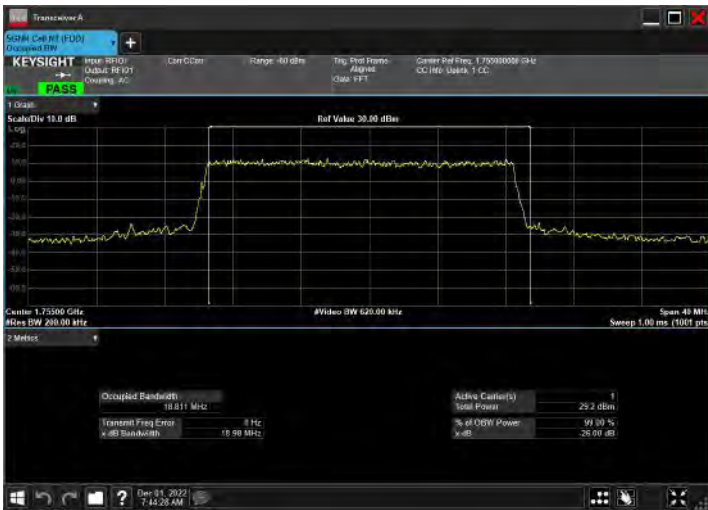 Transceiver A
5GNR Cell NT (FDD)
Occupied BW
KEYSIGHT
PASS
Input: RFIO1
Output: RFIO1
Coupling: AC
Corr CCorr
Range: -60 dBm
Trig: Prtst Frame
Aligned
Gate: FFT
Center Ref Freq: 1.755000000 GHz
CC Info: Uplink, 1 CC
1 Graph
Scale/Div 10.0 dB
Ref Value 30.00 dBm
Log
Center 1.75500 GHz
#Res BW 200.00 kHz
#Video BW 620.00 kHz
Span 40 MHz
Sweep 1.00 ms (1001 pts
2 Metrics
Occupied Bandwidth
18.811 MHz
Transmit Freq Error
0 Hz
x dB Bandwidth
18.98 MHz
Active Carrier(s)
1
Total Power
29.2 dBm
% of OBW Power
99.00 %
x dB
-26.00 dB
Dec 01, 2022
7:44:28 AM